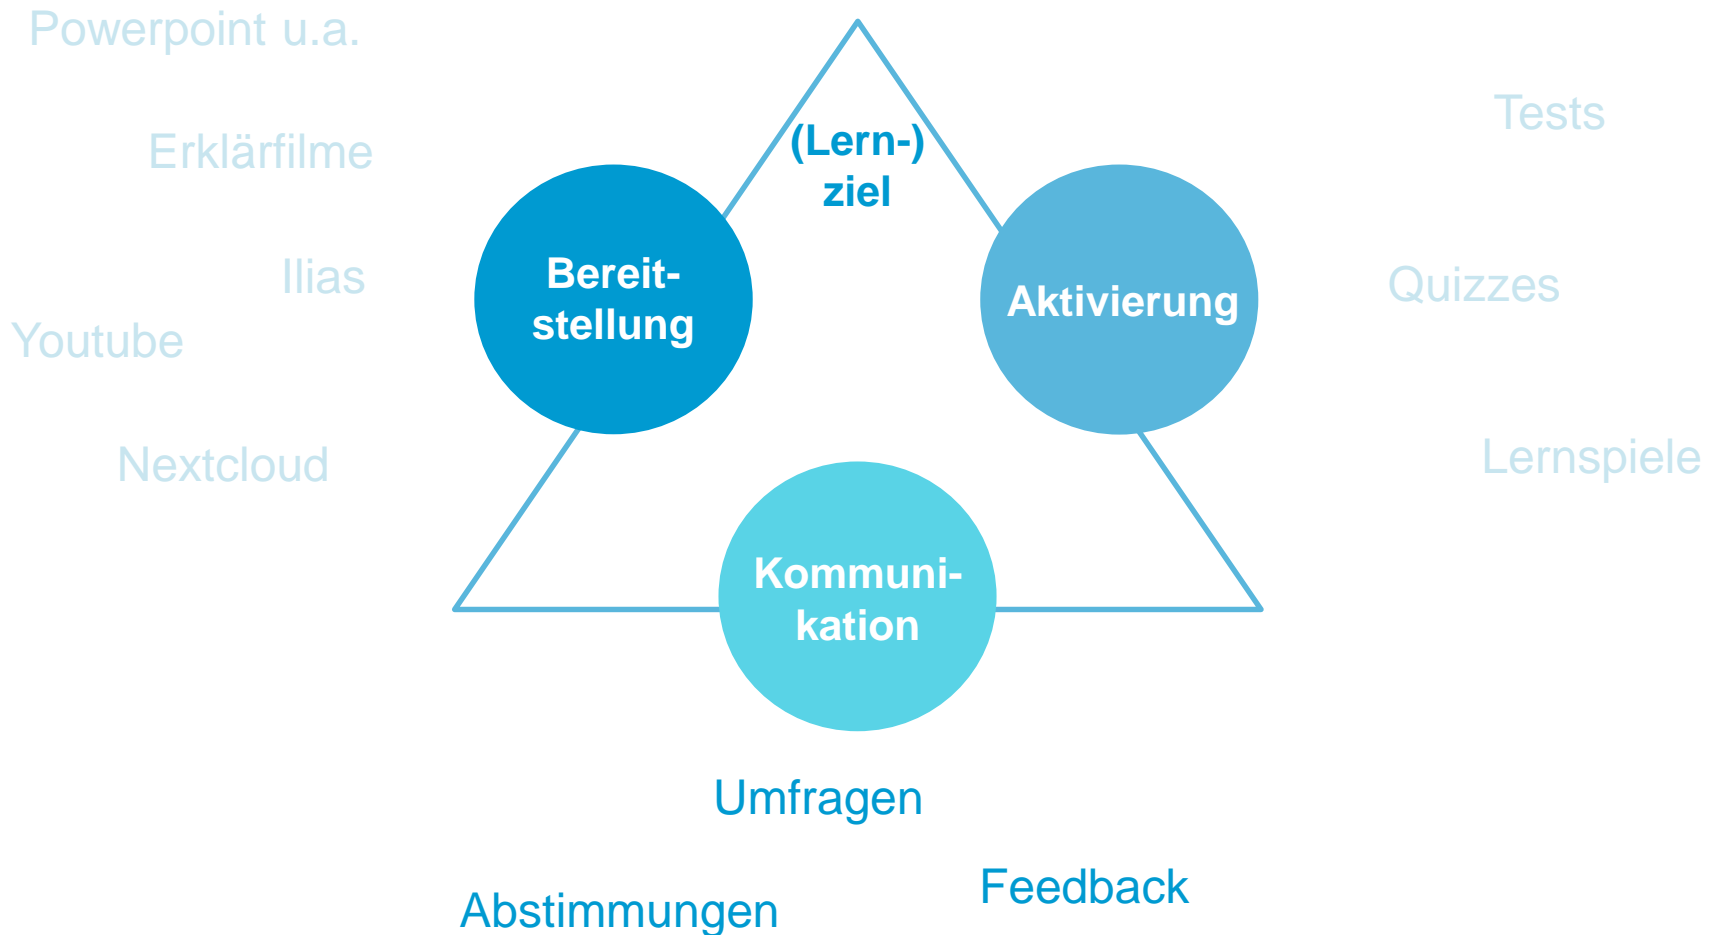 Powerpoint u.a.
Erklärfilme
Ilias
Youtube
Nextcloud
(Lern-)
ziel
Bereit-
stellung
Aktivierung
Kommuni-
kation
Tests
Quizzes
Lernspiele
Umfragen
Feedback
Abstimmungen